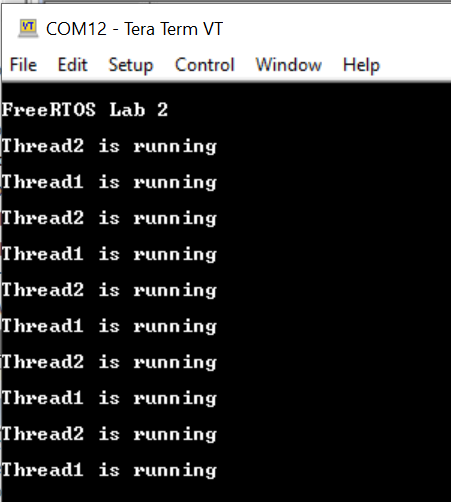 VT COM12 - Tera Term VT
File Edit Setup Control Window Help
FreeRTOS Lab 2
Thread2 is running
Thread1 is running
Thread2 is running
Thread1 is running
Thread2 is running
Thread1 is running
Thread2 is running
Thread1 is running
Thread2 is running
Thread1 is running